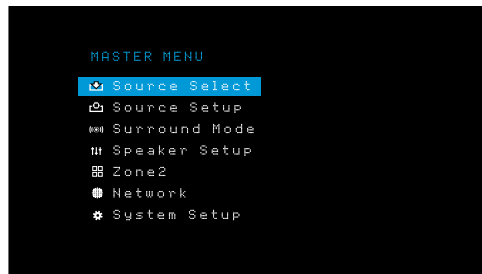 MASTER MENU
Source Select
Source Setup
Surround Mode
Speaker Setup
Zone2
Network
System Setup